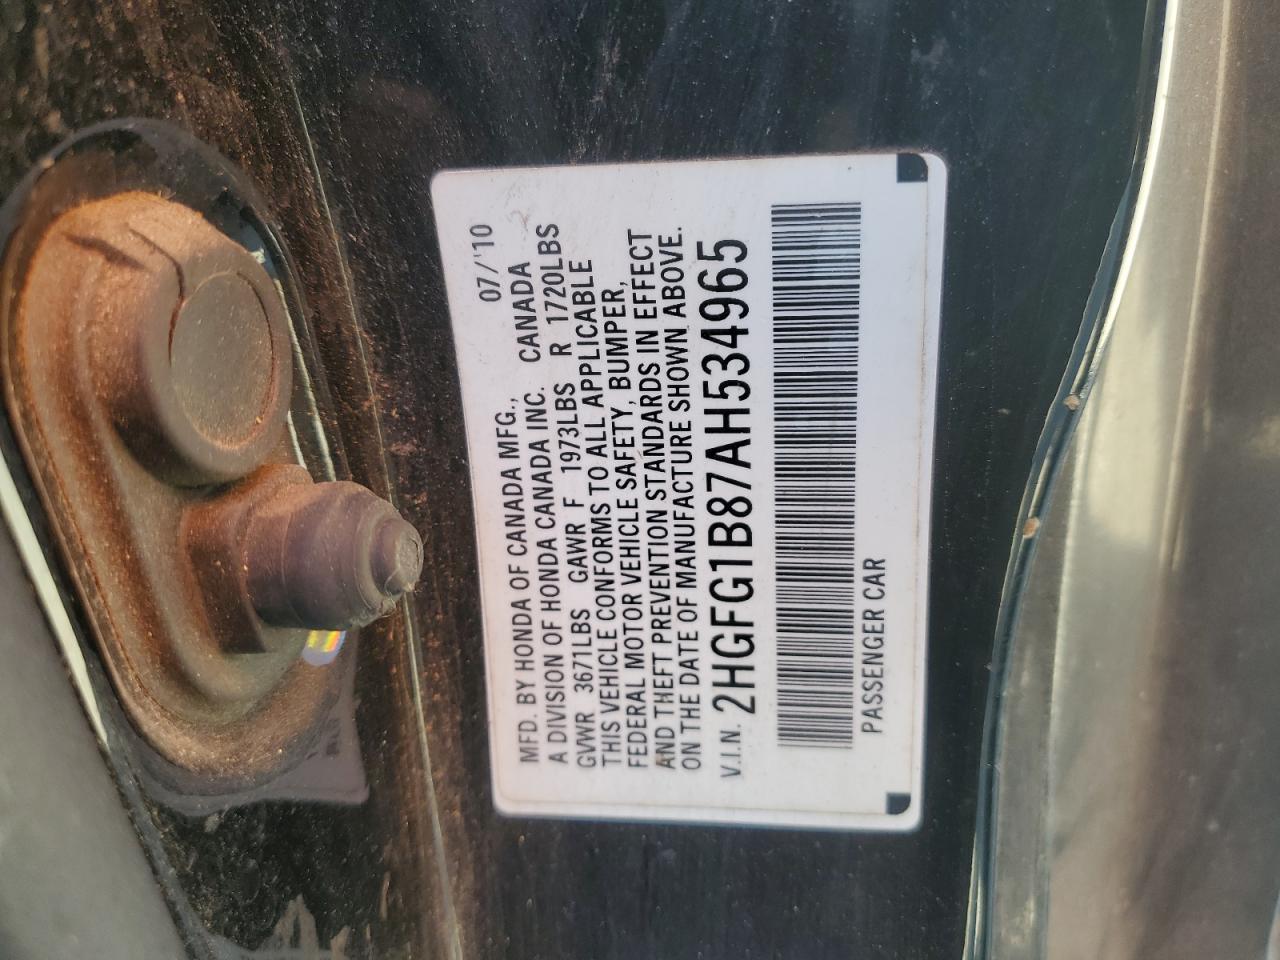 07/'10
MFD. BY HONDA OF CANADA MFG.,
A DIVISION OF HONDA CANADA INC. CANADA
GVWR 3671LBS GAWR F 1973LBS R 1720LBS
THIS VEHICLE CONFORMS TO ALL APPLICABLE
FEDERAL MOTOR VEHICLE SAFETY, BUMPER,
AND THEFT PREVENTION STANDARDS IN EFFECT
ON THE DATE OF MANUFACTURE SHOWN ABOVE.
V.I.N. 2HGFG1B87AH534965
PASSENGER CAR